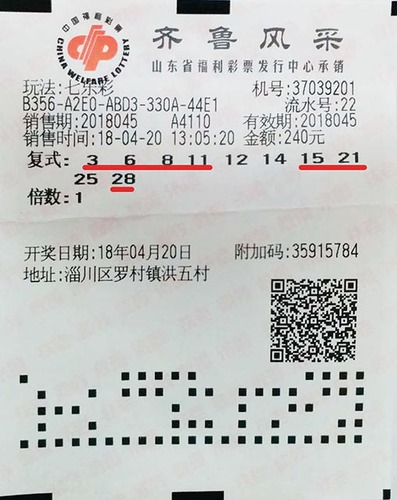 中国福利彩票
CHINA WELFARE LOTTERY
齐鲁风采
山东省福利彩票发行中心承销
玩法:七乐彩 机号:37039201
B356-A2E0-ABD3-330A-44E1 流水号:22
销售期:2018045 A4110 有效期:2018045
销售时间:18-04-20 13:05:20 金额:240元
复式: 3 6 8 11 12 14 15 21
25 28
倍数:1
开奖日期:18年04月20日 附加码:35915784
地址:淄川区罗村镇洪五村